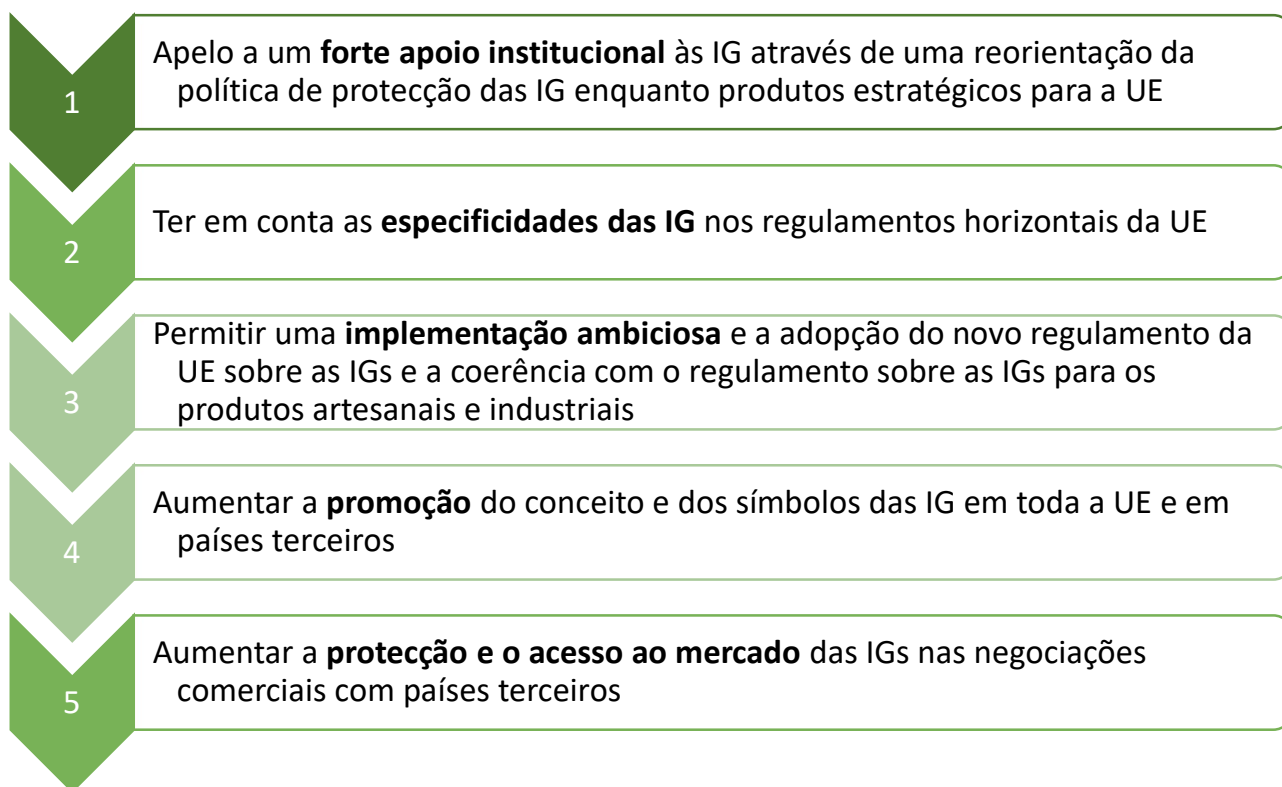 1
Apelo a um forte apoio institucional às IG através de uma reorientação da
política de protecção das IG enquanto produtos estratégicos para a UE
2
Ter em conta as especificidades das IG nos regulamentos horizontais da UE
3
Permitir uma implementação ambiciosa e a adopção do novo regulamento da
UE sobre as IGs e a coerência com o regulamento sobre as IGs para os
produtos artesanais e industriais
4
Aumentar a promoção do conceito e dos símbolos das IG em toda a UE e em
países terceiros
5
Aumentar a protecção e o acesso ao mercado das IGs nas negociações
comerciais com países terceiros